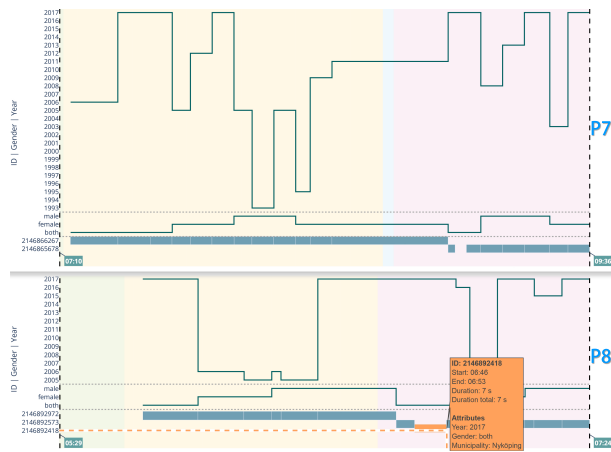 2017
2016
2015
2014
2013
2012
2011
2010
2009
2008
2007
2006
2005
2004
2003
2002
2001
2000
1999
1998
1997
1996
1995
1994
1993
male
female
both
2146866267
2146865678
ID | Gender | Year
07:10
09:36
P7
2017
2016
2015
2014
2013
2012
2011
2010
2009
2008
2007
2006
2005
male
female
both
2146892972
2146892573
2146892418
ID | Gender | Year
05:29
07:24
P8
ID: 2146892418
Start: 06:46
End: 06:53
Duration: 7 s
Duration total: 7 s
Attributes
Year: 2017
Gender: both
Municipality: Nyköping